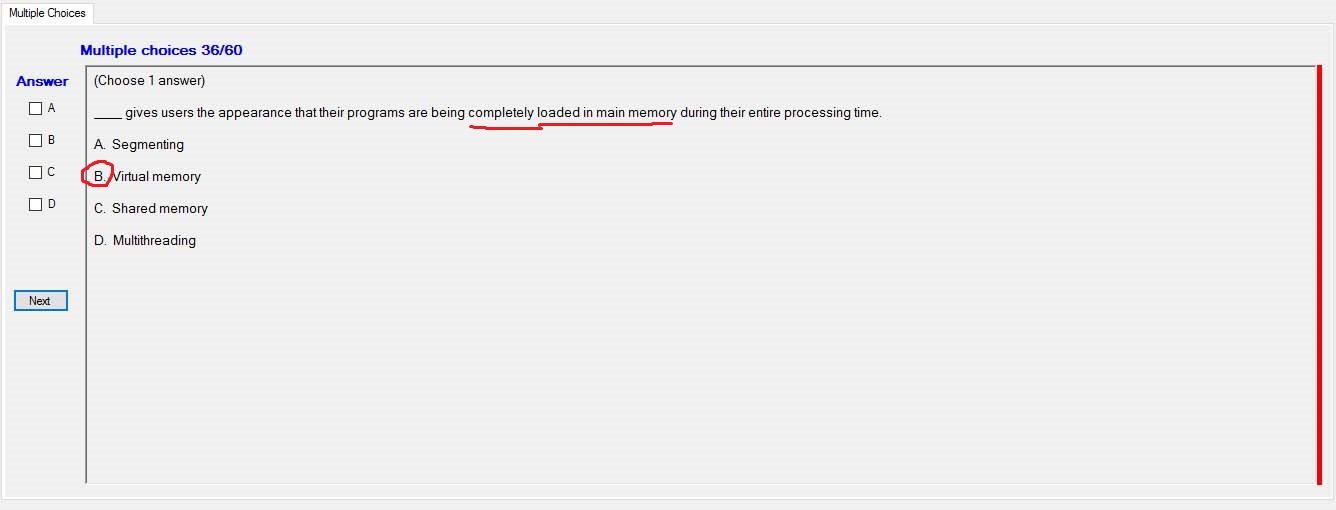 Multiple Choices
Multiple choices 36/60
Answer
(Choose 1 answer)
A
____ gives users the appearance that their programs are being completely loaded in main memory during their entire processing time.
B
A. Segmenting
C
B. Virtual memory
D
C. Shared memory
D. Multithreading
Next